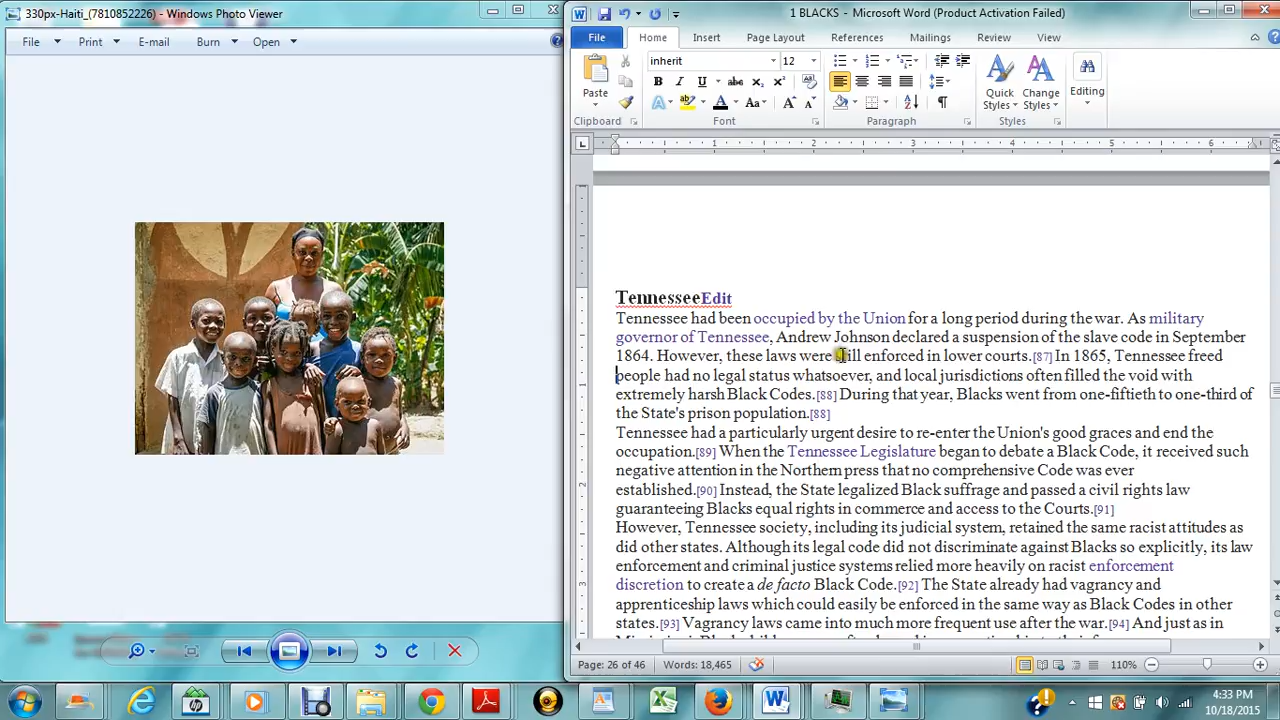 330px-Haiti_(7810852226) - Windows Photo Viewer
File Print E-mail Burn Open
1 BLACKS - Microsoft Word (Product Activation Failed)
File Home Insert Page Layout References Mailings Review View
inherit 12
Paste
B I U abc X₂ X²
A ab A Aa A A
Quick Styles
Change Styles
Editing
Clipboard Font Paragraph Styles
1 2 3 4 5 6
TennesseeEdit
Tennessee had been occupied by the Union for a long period during the war. As military
governor of Tennessee, Andrew Johnson declared a suspension of the slave code in September
1864. However, these laws were still enforced in lower courts.[87] In 1865, Tennessee freed
people had no legal status whatsoever, and local jurisdictions often filled the void with
extremely harsh Black Codes.[88] During that year, Blacks went from one-fiftieth to one-third of
the State's prison population.[88]
Tennessee had a particularly urgent desire to re-enter the Union's good graces and end the
occupation.[89] When the Tennessee Legislature began to debate a Black Code, it received such
negative attention in the Northern press that no comprehensive Code was ever
established.[90] Instead, the State legalized Black suffrage and passed a civil rights law
guaranteeing Blacks equal rights in commerce and access to the Courts.[91]
However, Tennessee society, including its judicial system, retained the same racist attitudes as
did other states. Although its legal code did not discriminate against Blacks so explicitly, its law
enforcement and criminal justice systems relied more heavily on racist enforcement
discretion to create a de facto Black Code.[92] The State already had vagrancy and
apprenticeship laws which could easily be enforced in the same way as Black Codes in other
states.[93] Vagrancy laws came into much more frequent use after the war.[94] And just as in
Page: 26 of 46 Words: 18,465 110%
4:33 PM
10/18/2015